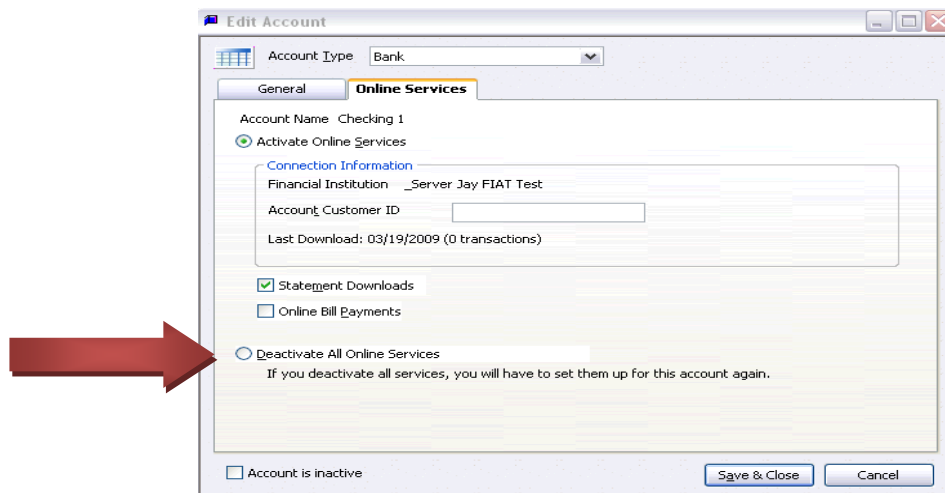 Edit Account
Account Type Bank
General Online Services
Account Name Checking 1
Activate Online Services
Connection Information
Financial Institution _Server Jay FIAT Test
Account Customer ID
Last Download: 03/19/2009 (0 transactions)
Statement Downloads
Online Bill Payments
Deactivate All Online Services
If you deactivate all services, you will have to set them up for this account again.
Account is inactive Save & Close Cancel